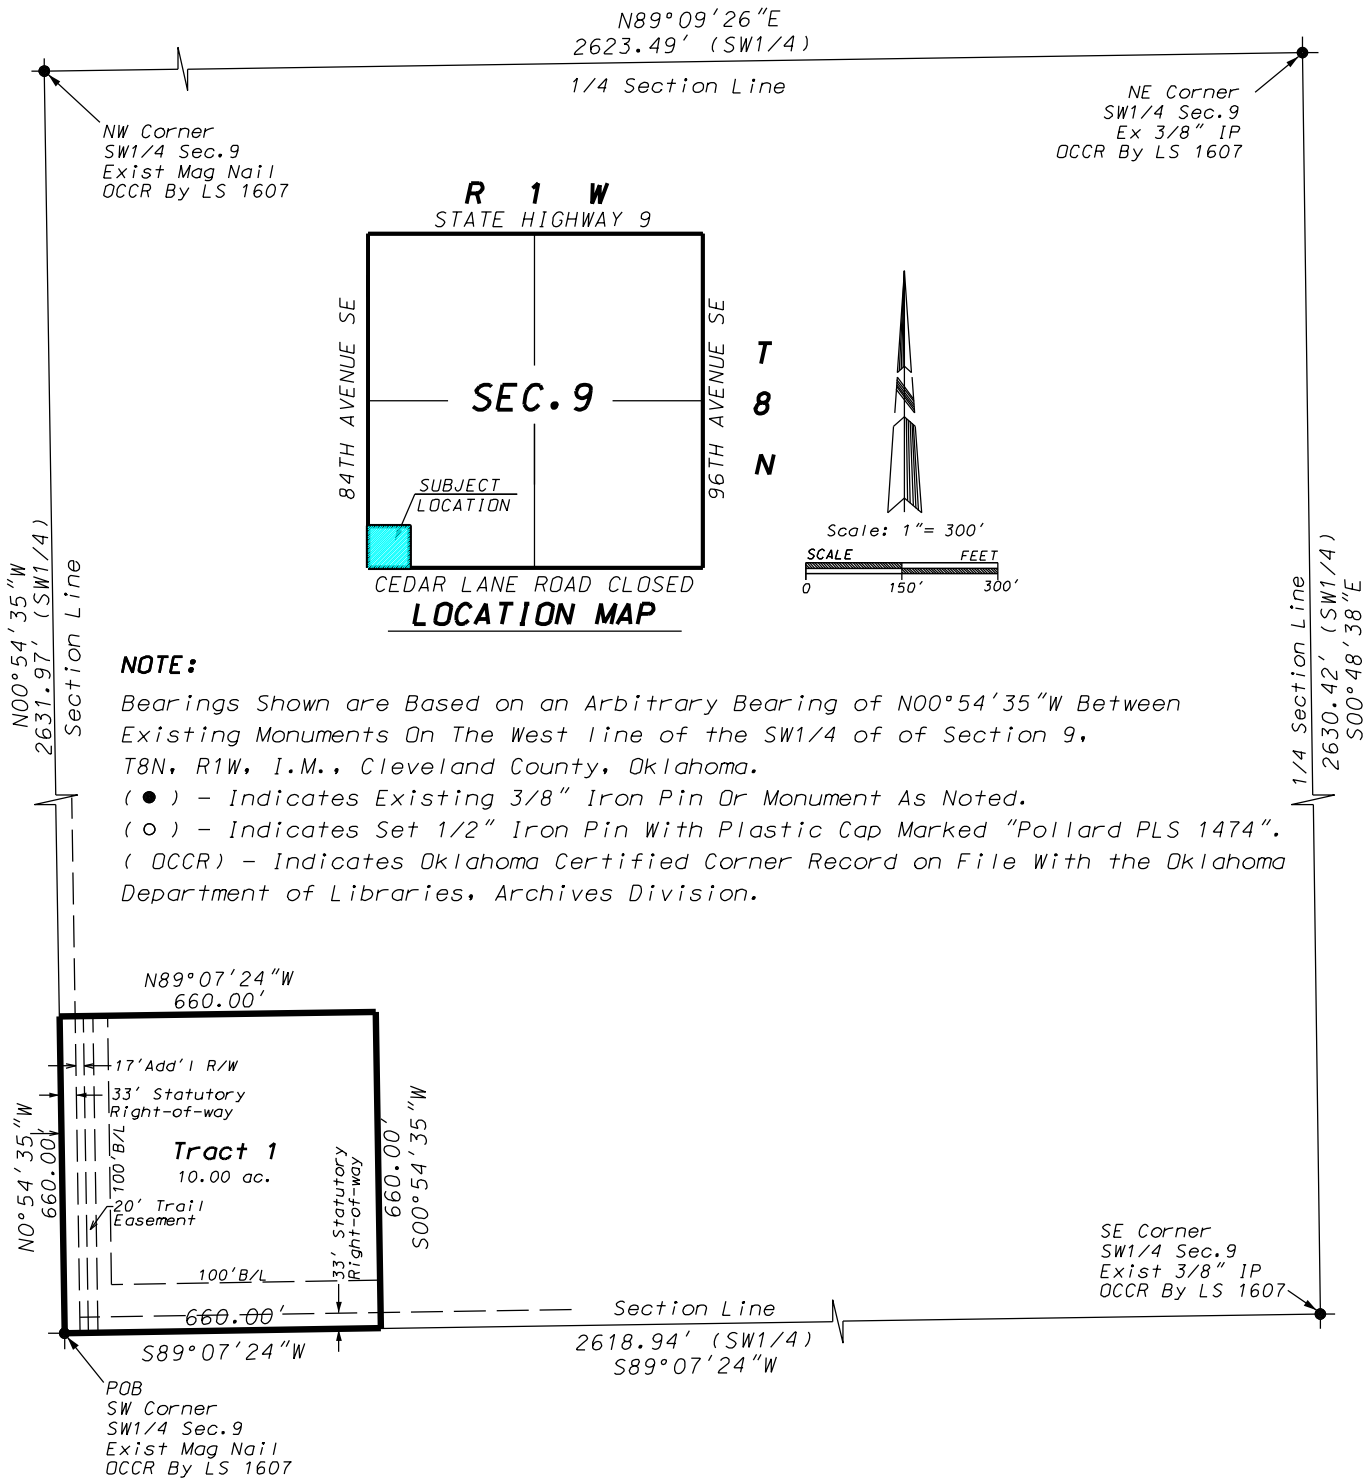 N89°09'26"E
2623.49' (SW1/4)
1/4 Section Line
NW Corner
SW1/4 Sec.9
Exist Mag Nail
OCCR By LS 1607
NE Corner
SW1/4 Sec.9
Ex 3/8" IP
OCCR By LS 1607
R 1 W
STATE HIGHWAY 9
84TH AVENUE SE
SEC.9
96TH AVENUE SE
T
8
N
SUBJECT
LOCATION
CEDAR LANE ROAD CLOSED
LOCATION MAP
Scale: 1"= 300'
SCALE FEET
0 150' 300'
N00°54'35"W
2631.97' (SW1/4)
Section Line
1/4 Section Line
2630.42' (SW1/4)
S00°48'38"E
NOTE:
Bearings Shown are Based on an Arbitrary Bearing of N00°54'35"W Between
Existing Monuments On The West line of the SW1/4 of of Section 9,
T8N, R1W, I.M., Cleveland County, Oklahoma.
( ● ) - Indicates Existing 3/8" Iron Pin Or Monument As Noted.
( ○ ) - Indicates Set 1/2" Iron Pin With Plastic Cap Marked "Pollard PLS 1474".
( OCCR) - Indicates Oklahoma Certified Corner Record on File With the Oklahoma
Department of Libraries, Archives Division.
N89°07'24"W
660.00'
17'Add'l R/W
33' Statutory
Right-of-way
N0°54'35"W
660.00'
100'B/L
Tract 1
10.00 ac.
20' Trail
Easement
33' Statutory
Right-of-way
660.00'
S00°54'35"W
100'B/L
660.00'
S89°07'24"W
Section Line
2618.94' (SW1/4)
S89°07'24"W
SE Corner
SW1/4 Sec.9
Exist 3/8" IP
OCCR By LS 1607
POB
SW Corner
SW1/4 Sec.9
Exist Mag Nail
OCCR By LS 1607